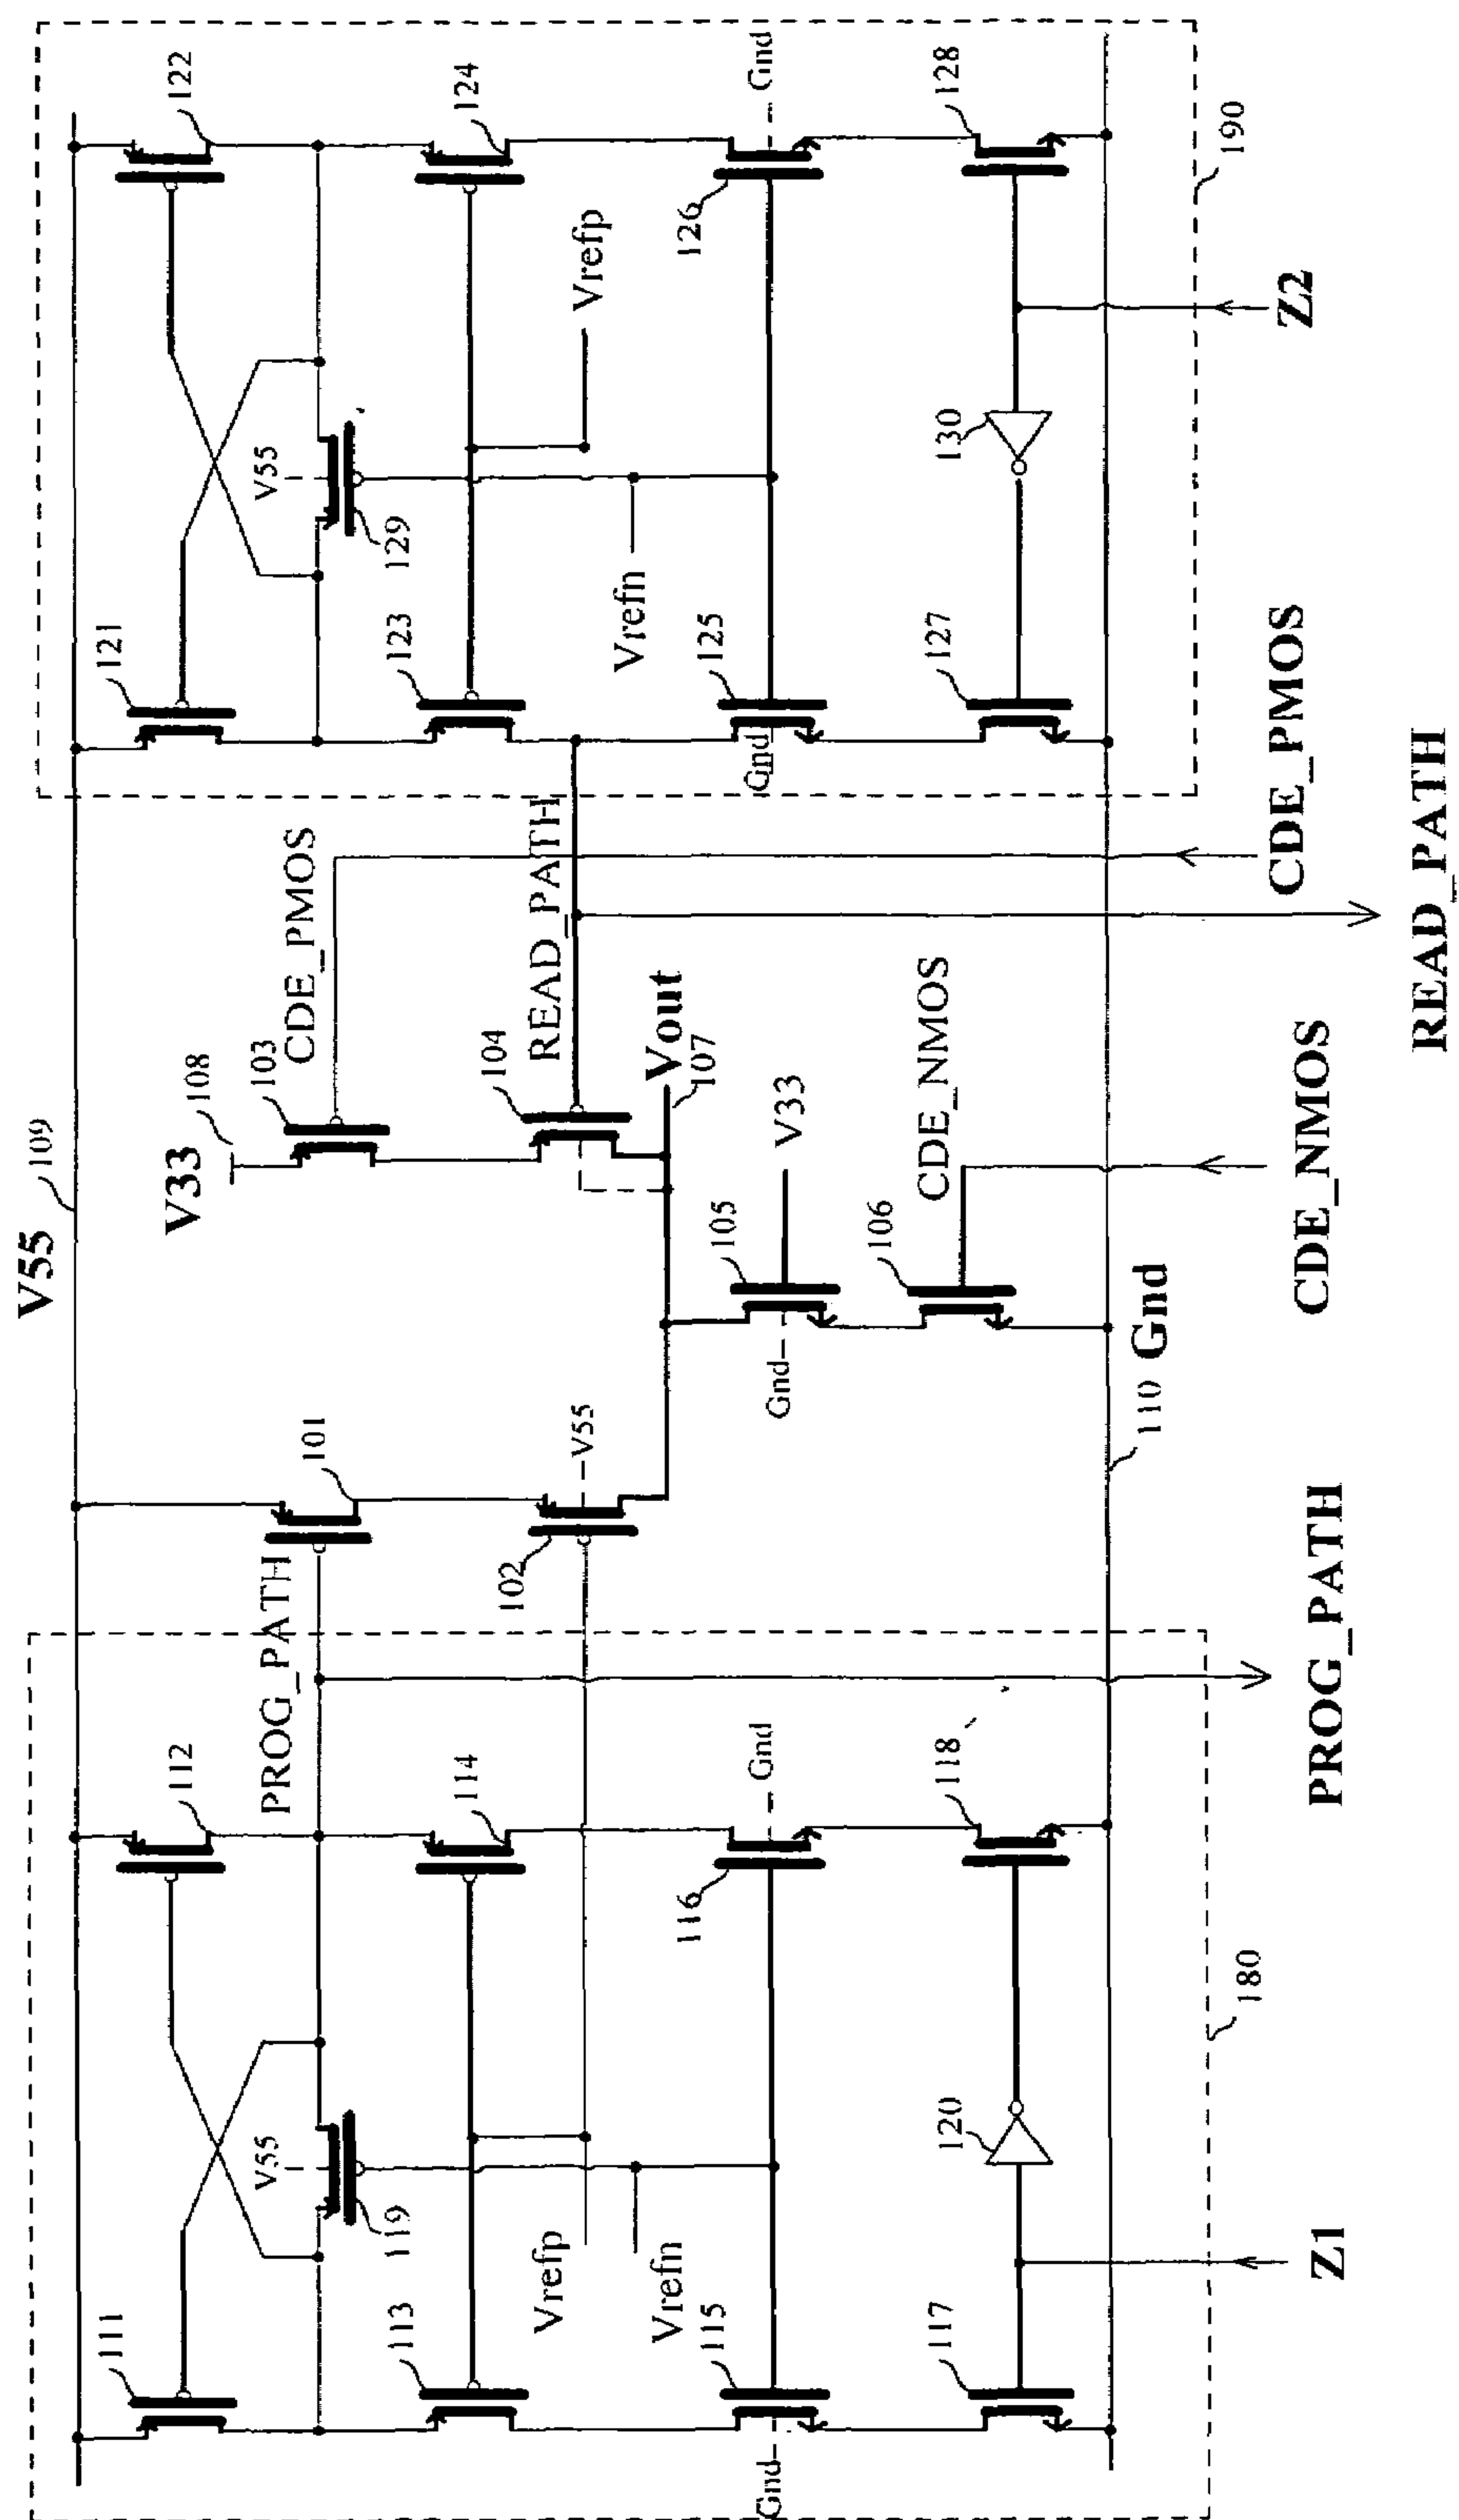 V55
109
111
V55
119
113
Vrefp
Vrefn
115
Gnd
117
120
Z1
180
112
PROG_PATH
114
Gnd
116
118
PROG_PATH
101
102
V55
V33
108
103
CDE_PMOS
104
READ_PATH
Vout
107
105
V33
Gnd
106
CDE_NMOS
110
Gnd
CDE_NMOS
READ_PATH
CDE_PMOS
121
V55
129
123
Vrefn
Vrefp
125
Gnd
127
130
Z2
122
124
Gnd
126
128
190